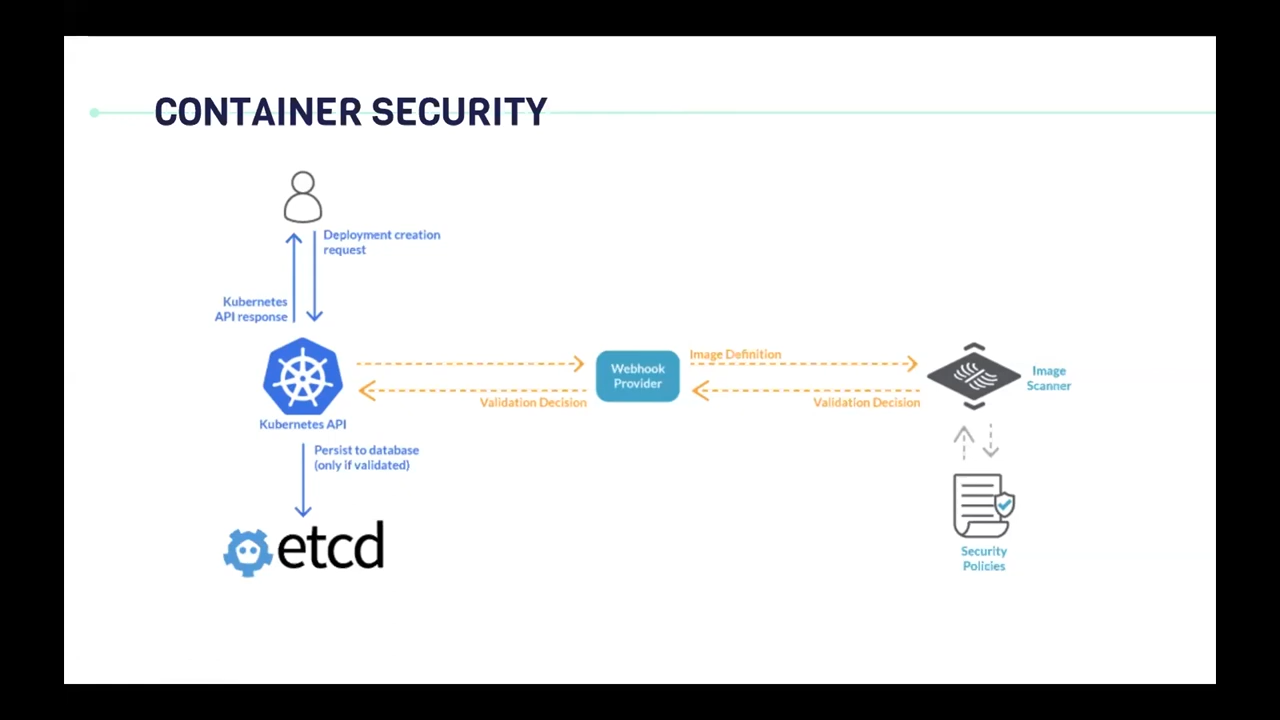 CONTAINER SECURITY
Deployment creation
request
Kubernetes
API response
Kubernetes API
Webhook
Provider
Image Definition
Validation Decision
Validation Decision
Image
Scanner
Persist to database
(only if validated)
etcd
Security
Policies